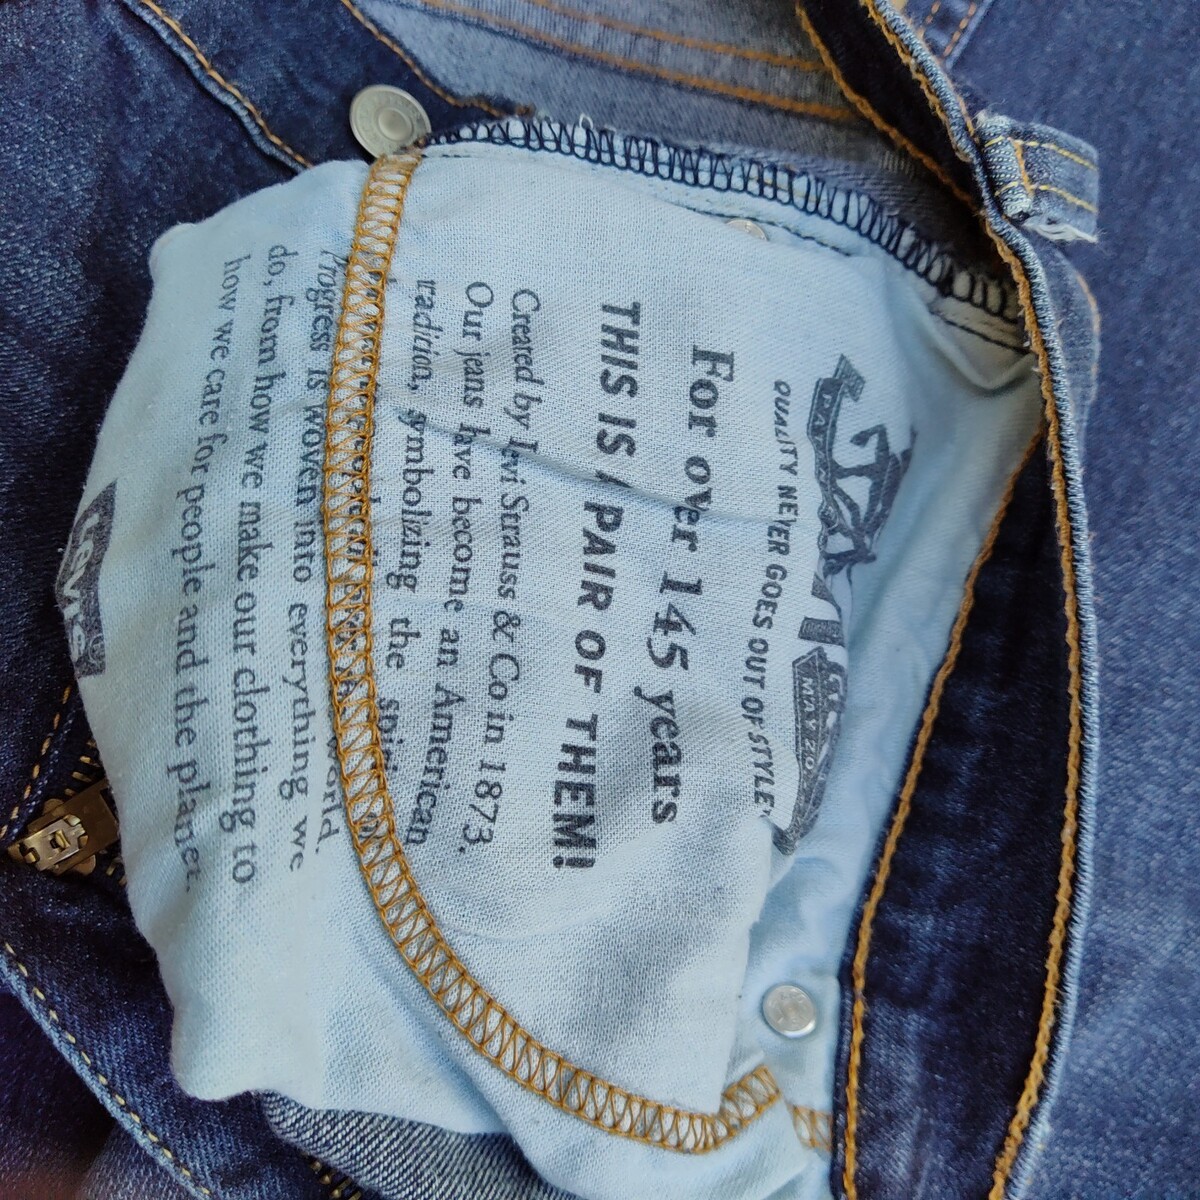 QUALITY NEVER GOES OUT OF STYLE
For over 145 years
THIS IS PAIR OF THEM!
Created by Levi Strauss & Co in 1873.
Our jeans have become an American
tradition, symbolizing the
world.
Progress is woven into everything we
do, from how we make our clothing to
how we care for people and the planet.
Levi's
MAY 20